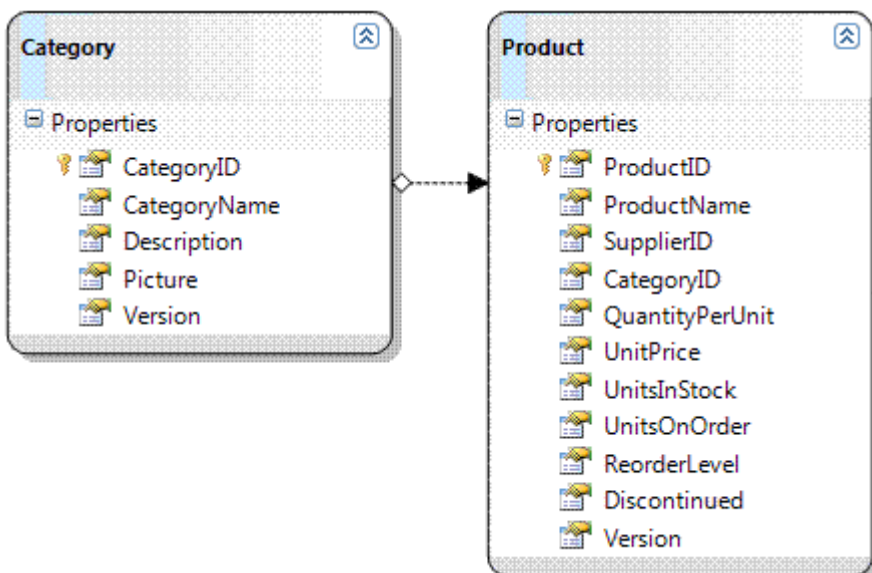 Category
Properties
CategoryID
CategoryName
Description
Picture
Version
Product
Properties
ProductID
ProductName
SupplierID
CategoryID
QuantityPerUnit
UnitPrice
UnitsInStock
UnitsOnOrder
ReorderLevel
Discontinued
Version